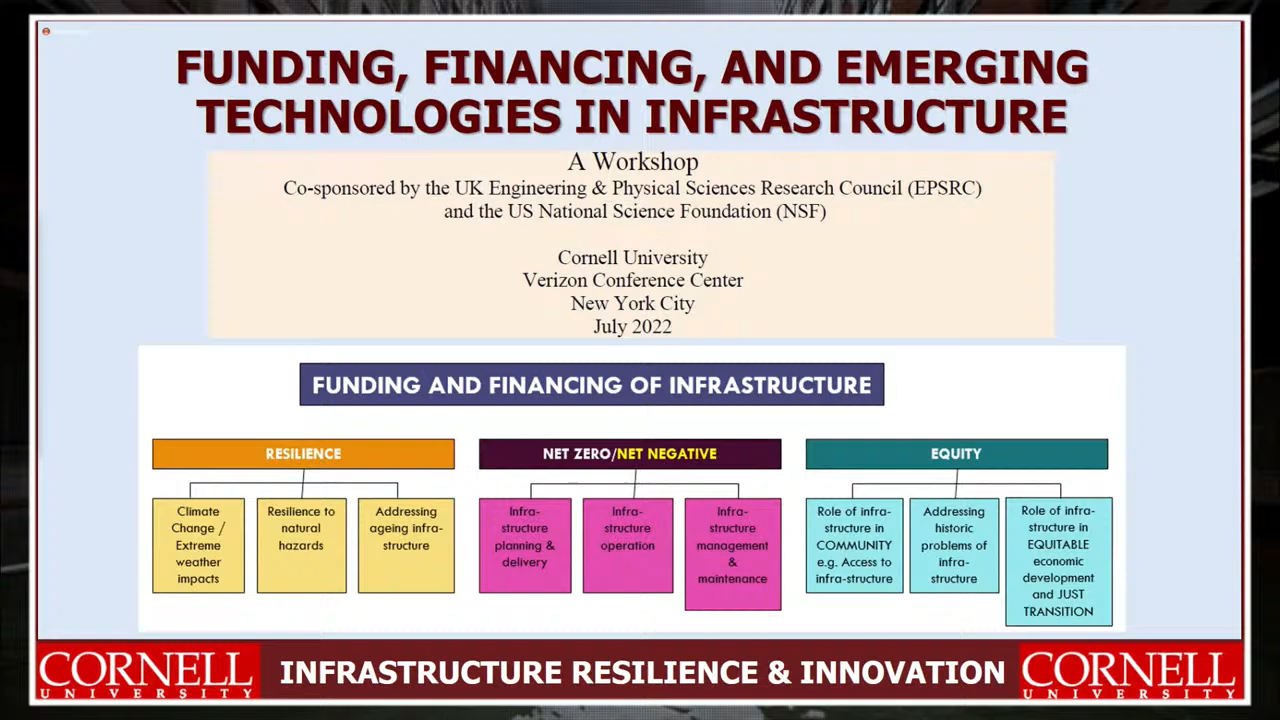 FUNDING, FINANCING, AND EMERGING
TECHNOLOGIES IN INFRASTRUCTURE
A Workshop
Co-sponsored by the UK Engineering & Physical Sciences Research Council (EPSRC)
and the US National Science Foundation (NSF)
Cornell University
Verizon Conference Center
New York City
July 2022
FUNDING AND FINANCING OF INFRASTRUCTURE
RESILIENCE
Climate
Change /
Extreme
weather
impacts
Resilience to
natural
hazards
Addressing
ageing infra-
structure
NET ZERO/NET NEGATIVE
Infra-
structure
planning &
delivery
Infra-
structure
operation
Infra-
structure
management
&
maintenance
EQUITY
Role of infra-
structure in
COMMUNITY
e.g. Access to
infra-structure
Addressing
historic
problems of
infra-
structure
Role of infra-
structure in
EQUITABLE
economic
development
and JUST
TRANSITION
CORNELL
UNIVERSITY
INFRASTRUCTURE RESILIENCE & INNOVATION
CORNELL
UNIVERSITY